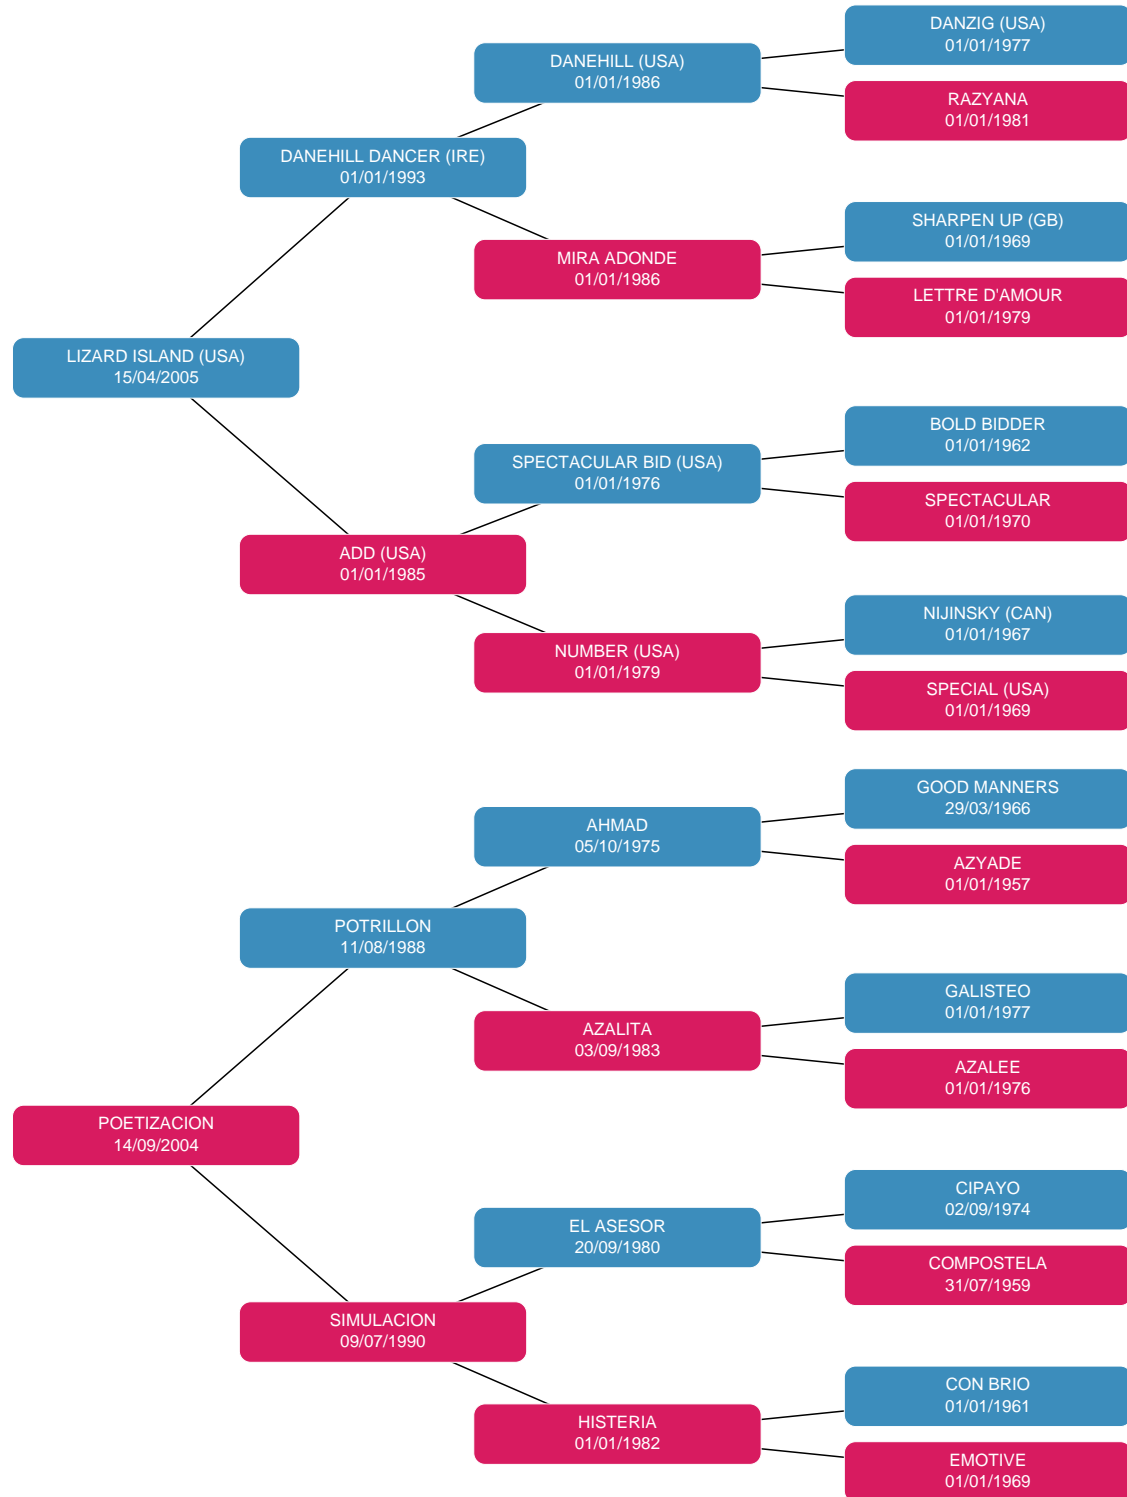 DANZIG (USA)
01/01/1977
DANEHILL (USA)
01/01/1986
RAZYANA
01/01/1981
DANEHILL DANCER (IRE)
01/01/1993
SHARPEN UP (GB)
01/01/1969
MIRA ADONDE
01/01/1986
LETTRE D'AMOUR
01/01/1979
LIZARD ISLAND (USA)
15/04/2005
BOLD BIDDER
01/01/1962
SPECTACULAR BID (USA)
01/01/1976
SPECTACULAR
01/01/1970
ADD (USA)
01/01/1985
NIJINSKY (CAN)
01/01/1967
NUMBER (USA)
01/01/1979
SPECIAL (USA)
01/01/1969
GOOD MANNERS
29/03/1966
AHMAD
05/10/1975
AZYADE
01/01/1957
POTRILLON
11/08/1988
GALISTEO
01/01/1977
AZALITA
03/09/1983
AZALEE
01/01/1976
POETIZACION
14/09/2004
CIPAYO
02/09/1974
EL ASESOR
20/09/1980
COMPOSTELA
31/07/1959
SIMULACION
09/07/1990
CON BRIO
01/01/1961
HISTERIA
01/01/1982
EMOTIVE
01/01/1969